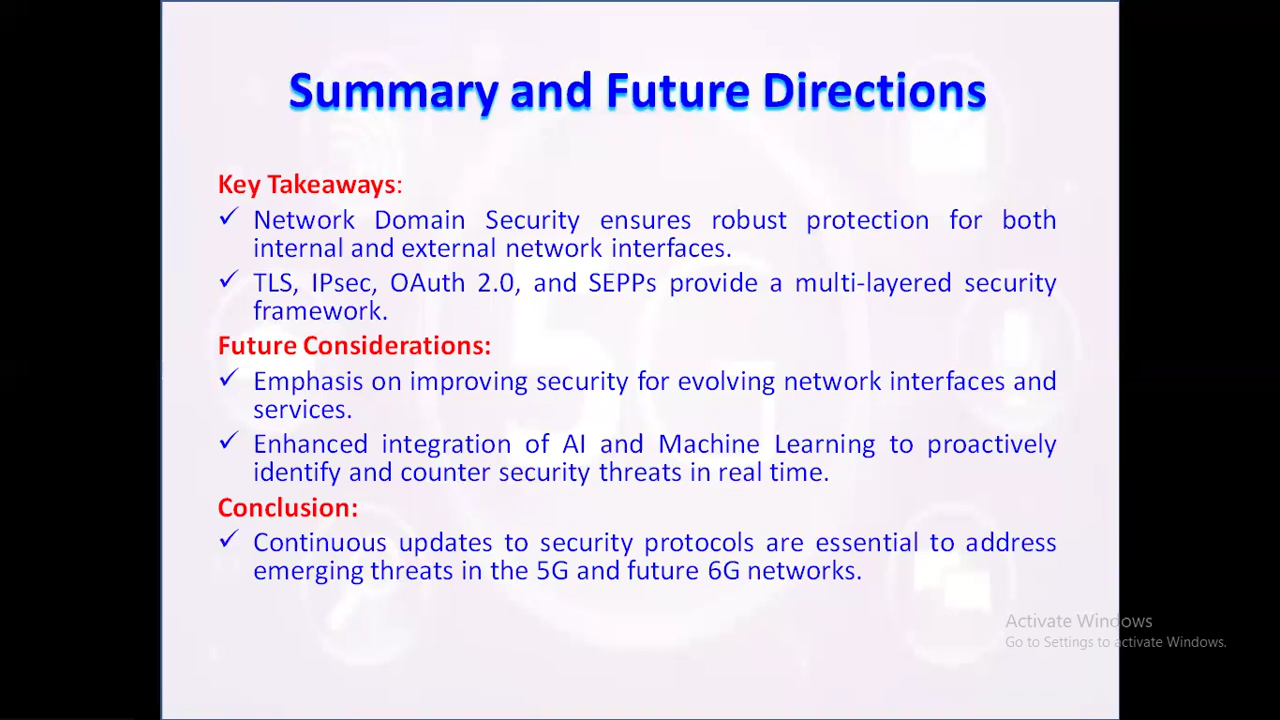 Summary and Future Directions
Key Takeaways:
✓ Network Domain Security ensures robust protection for both
internal and external network interfaces.
✓ TLS, IPsec, OAuth 2.0, and SEPPs provide a multi-layered security
framework.
Future Considerations:
✓ Emphasis on improving security for evolving network interfaces and
services.
✓ Enhanced integration of AI and Machine Learning to proactively
identify and counter security threats in real time.
Conclusion:
✓ Continuous updates to security protocols are essential to address
emerging threats in the 5G and future 6G networks.
5G
Activate Windows
Go to Settings to activate Windows.